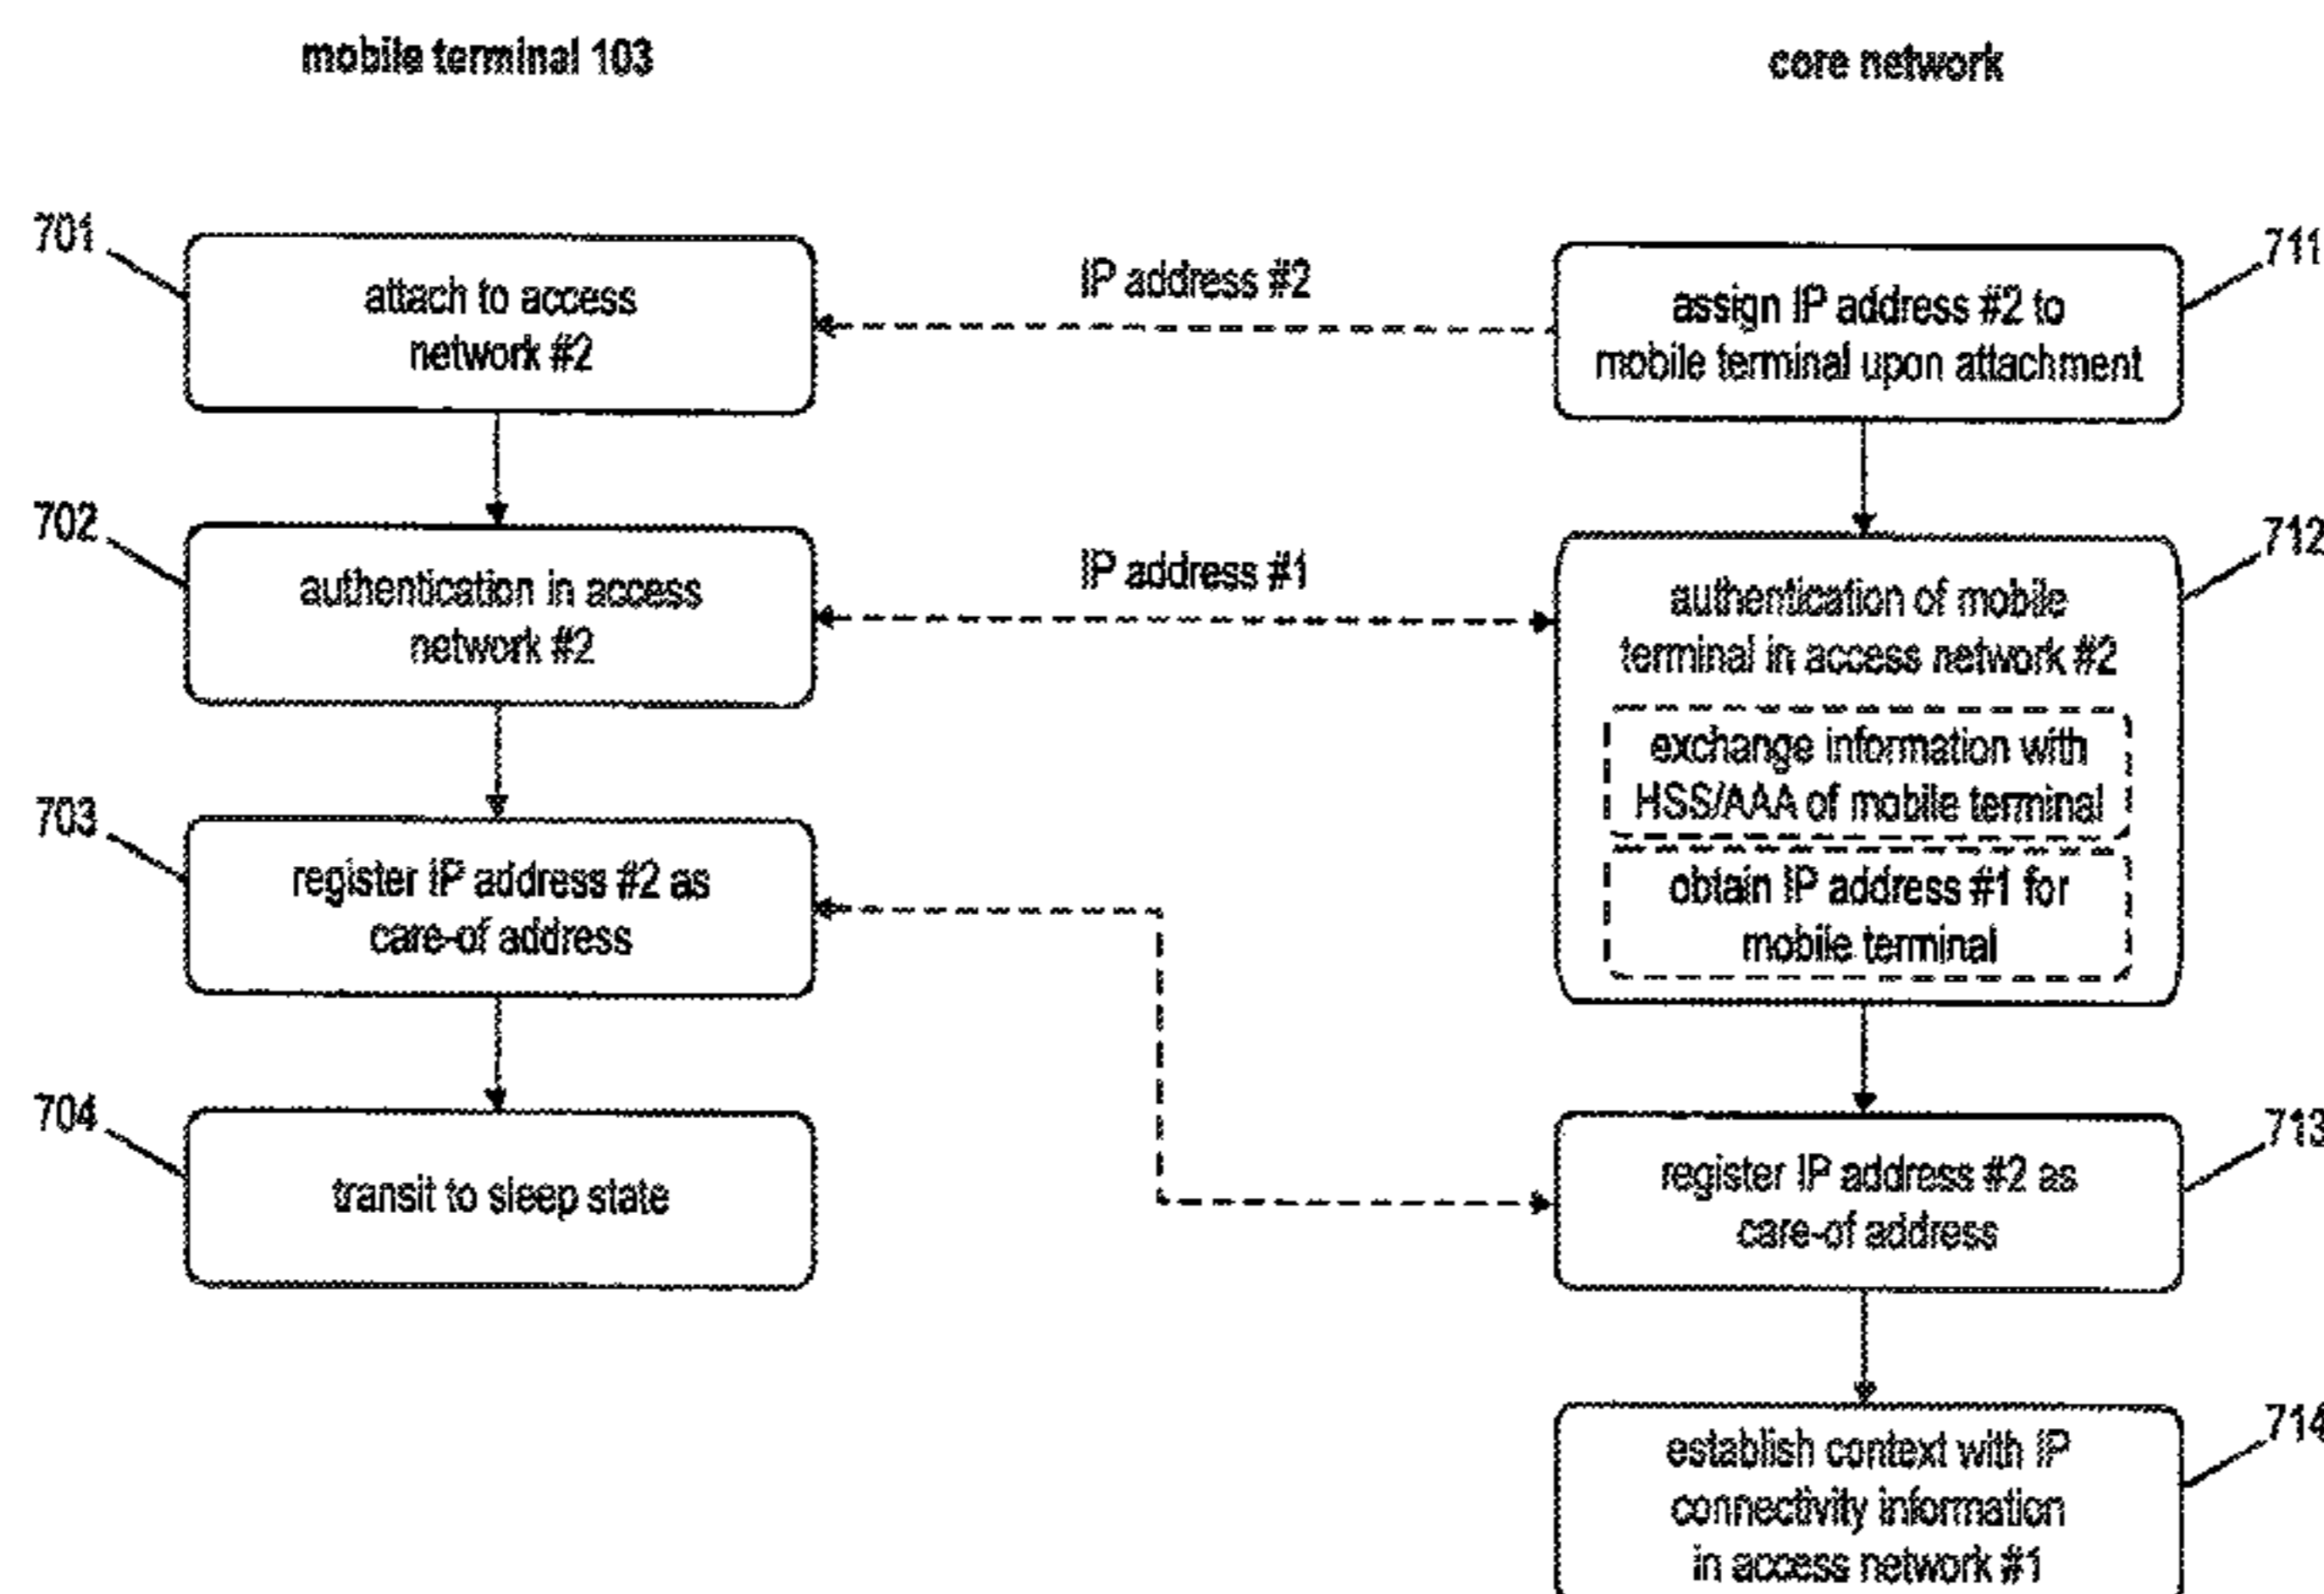 mobile terminal 103
core network
701
attach to access
network #2
IP address #2
711
assign IP address #2 to
mobile terminal upon attachment
702
authentication in access
network #2
IP address #1
712
authentication of mobile
terminal in access network #2
exchange information with
HSS/AAA of mobile terminal
obtain IP address #1 for
mobile terminal
703
register IP address #2 as
care-of address
704
transit to sleep state
713
register IP address #2 as
care-of address
714
establish context with IP
connectivity information
in access network #1